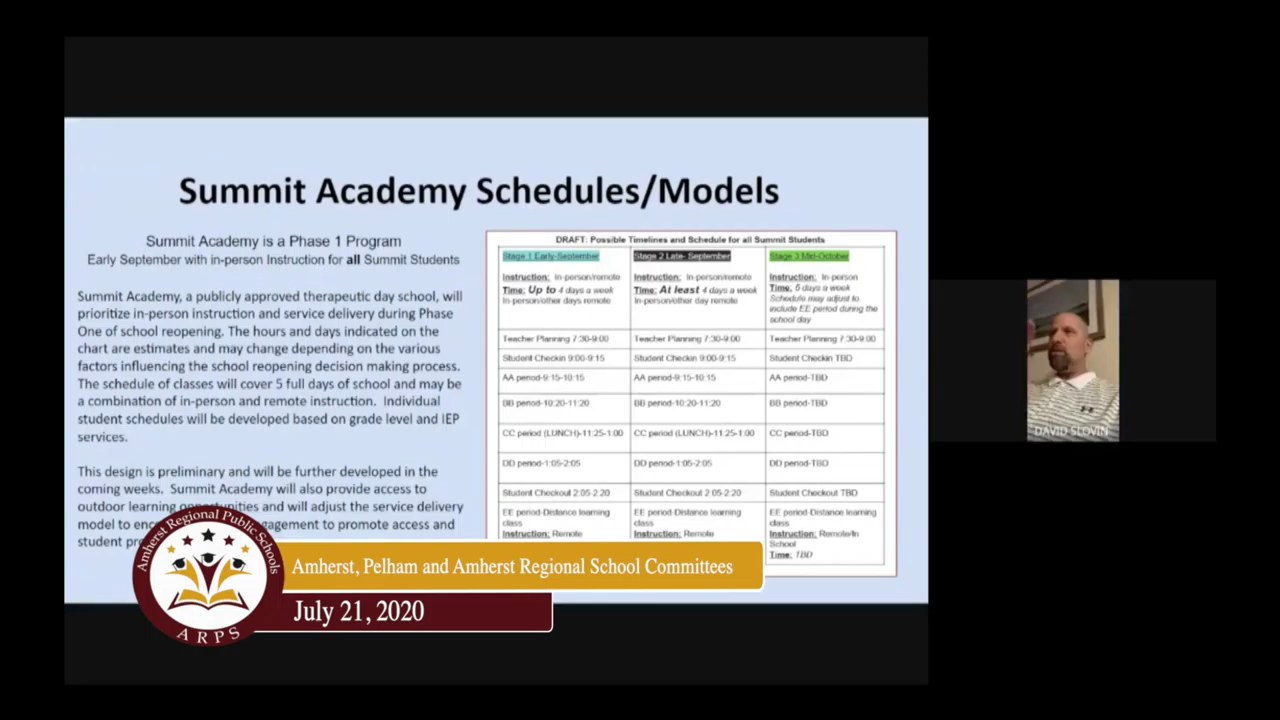 Summit Academy Schedules/Models
Summit Academy is a Phase 1 Program
Early September with in-person Instruction for all Summit Students
Summit Academy, a publicly approved therapeutic day school, will
prioritize in-person instruction and service delivery during Phase
One of school reopening. The hours and days indicated on the
chart are estimates and may change depending on the various
factors influencing the school reopening decision making process.
The schedule of classes will cover 5 full days of school and may be
a combination of in-person and remote instruction. Individual
student schedules will be developed based on grade level and IEP
services.
This design is preliminary and will be further developed in the
coming weeks. Summit Academy will also provide access to
outdoor learning and will adjust the service delivery
model to to promote access and
student
DRAFT: Possible Timelines and Schedule for all Summit Students
Stage 1 Early-September
Instruction: In-person/remote
Time: Up to 4 days a week
In-person/other days remote
Teacher Planning 7:30-9:00
Student Checkin 9:00-9:15
AA period-9:15-10:15
BB period-10:20-11:20
CC period (LUNCH)-11:25-1:00
DD period-1:05-2:05
Student Checkout 2:05-2:20
EE period-Distance learning
class
Instruction: Remote
Stage 2 Late- September
Instruction: In-person/remote
Time: At least 4 days a week
In-person/other day remote
Teacher Planning 7:30-9:00
Student Checkin 9:00-9:15
AA period-9:15-10:15
BB period-10:20-11:20
CC period (LUNCH)-11:25-1:00
DD period-1:05-2:05
Student Checkout 2:05-2:20
EE period-Distance learning
class
Instruction: Remote
Stage 3 Mid-October
Instruction: In-person
Time: 5 days a week
Schedule may adjust to
include EE period during the
school day
Teacher Planning 7:30-9:00
Student Checkin TBD
AA period-TBD
BB period-TBD
CC period-TBD
DD period-TBD
Student Checkout TBD
EE period-Distance learning
class
Instruction: Remote/In
School
Time: TBD
Amherst Regional Public Schools
ARPS
Amherst, Pelham and Amherst Regional School Committees
July 21, 2020
DAVID SLOVIN